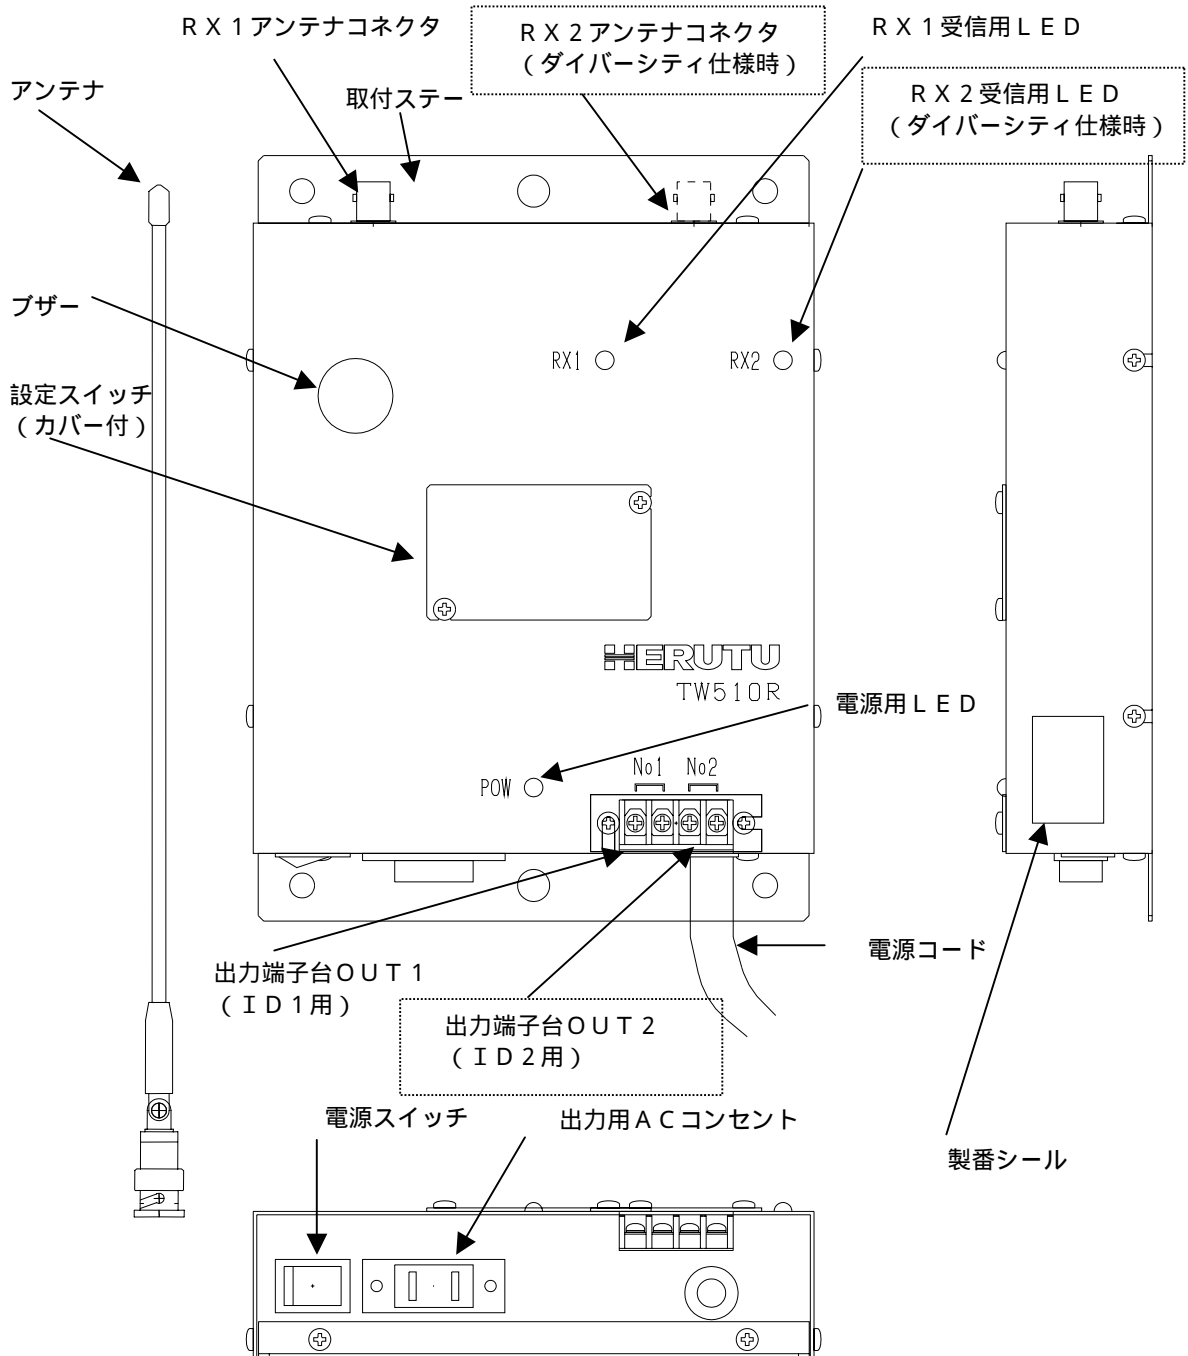 ＲＸ１アンテナコネクタ
ＲＸ２アンテナコネクタ
（ダイバーシティ仕様時）
ＲＸ１受信用ＬＥＤ
アンテナ
取付ステー
ＲＸ２受信用ＬＥＤ
（ダイバーシティ仕様時）
ブザー
RX1
RX2
設定スイッチ
（カバー付）
HERUTU
TW510R
電源用ＬＥＤ
No1
No2
POW
電源コード
出力端子台ＯＵＴ１
（ＩＤ１用）
出力端子台ＯＵＴ２
（ＩＤ２用）
電源スイッチ
出力用ＡＣコンセント
製番シール